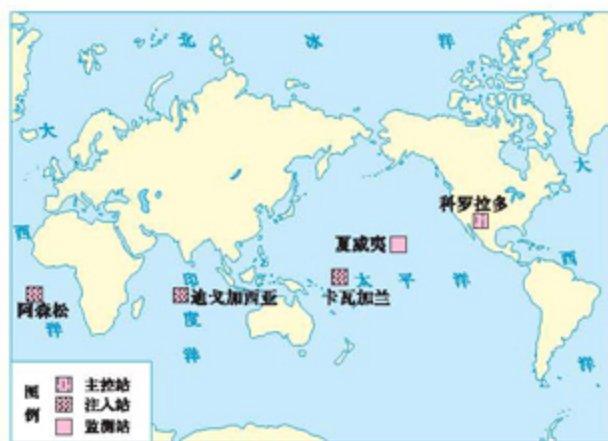 北冰洋
大西洋
大西洋
印度洋
太平洋
科罗拉多
夏威夷
卡瓦加兰
迪戈加西亚
阿森松
图例
主控站
注入站
监测站